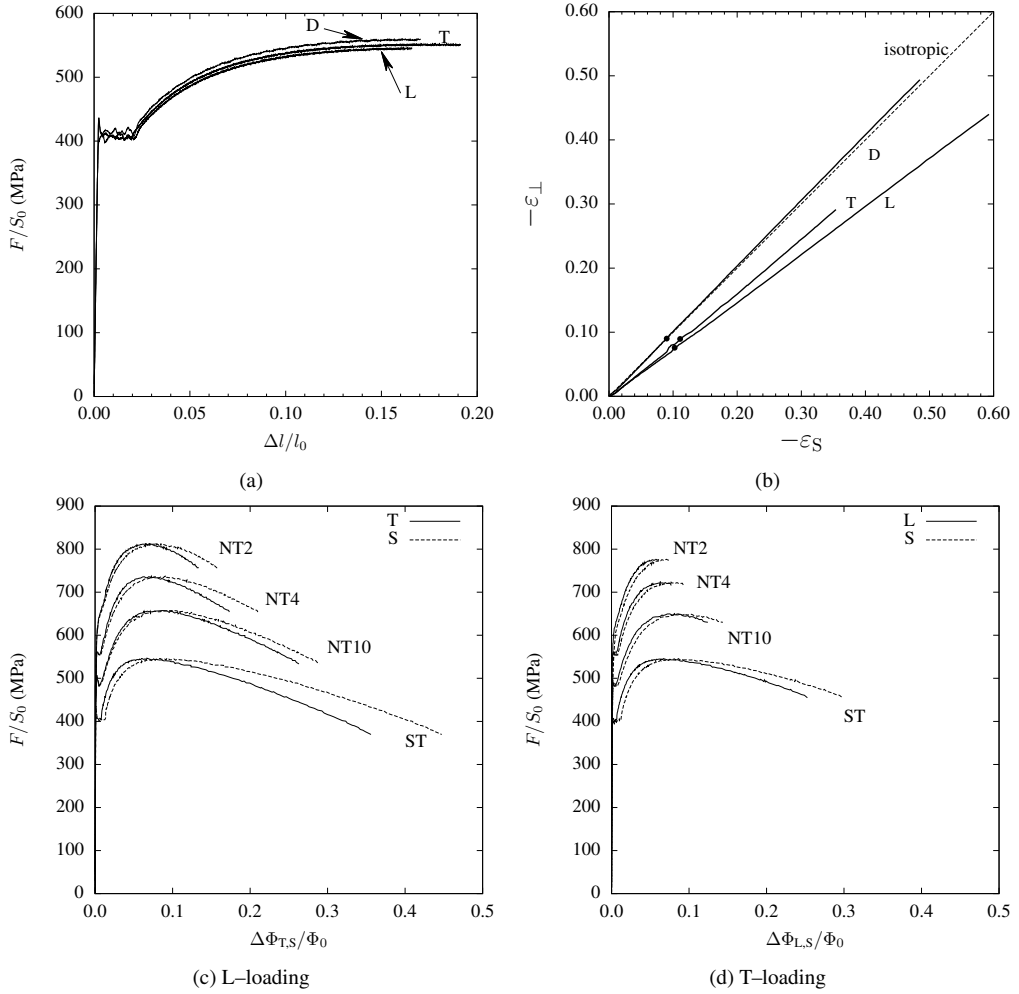 600
500
400
300
200
100
0
0.00 0.05 0.10 0.15 0.20
F/S₀ (MPa)
Δl/l₀
D
T
L
(a)
0.60
0.50
0.40
0.30
0.20
0.10
0.00
0.00 0.10 0.20 0.30 0.40 0.50 0.60
−ε⊥
−εS
isotropic
D
T L
(b)
900
800
700
600
500
400
300
200
100
0
0.0 0.1 0.2 0.3 0.4 0.5
F/S₀ (MPa)
ΔΦT,S/Φ₀
T
S
NT2
NT4
NT10
ST
(c) L–loading
900
800
700
600
500
400
300
200
100
0
0.0 0.1 0.2 0.3 0.4 0.5
F/S₀ (MPa)
ΔΦL,S/Φ₀
L
S
NT2
NT4
NT10
ST
(d) T–loading